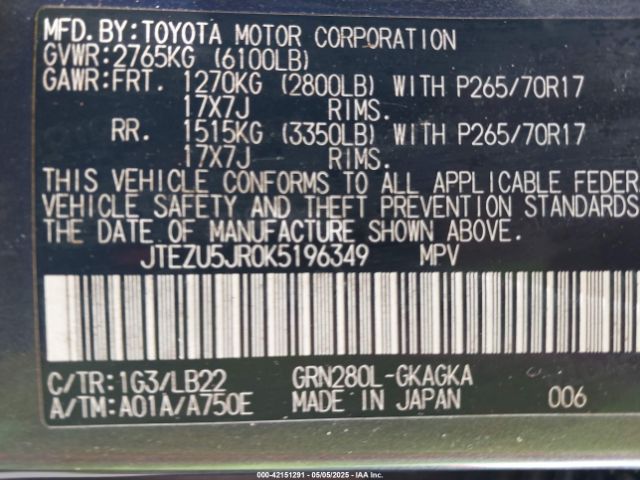 MFD.BY:TOYOTA MOTOR CORPORATION
GVWR:2765KG (6100LB)
GAWR:FRT. 1270KG (2800LB) WITH P265/70R17
17X7J RIMS.
RR. 1515KG (3350LB) WITH P265/70R17
17X7J RIMS.
THIS VEHICLE CONFORMS TO ALL APPLICABLE FEDER
VEHICLE SAFETY AND THEFT PREVENTION STANDARDS
THE DATE OF MANUFACTURE SHOWN ABOVE.
JTEZU5JR0K5196349 MPV
C/TR:1G3/LB22 GRN280L-GKAGKA
A/TM:A01A/A750E MADE IN JAPAN 006
000-42151291 - 05/05/2025 - IAA Inc.